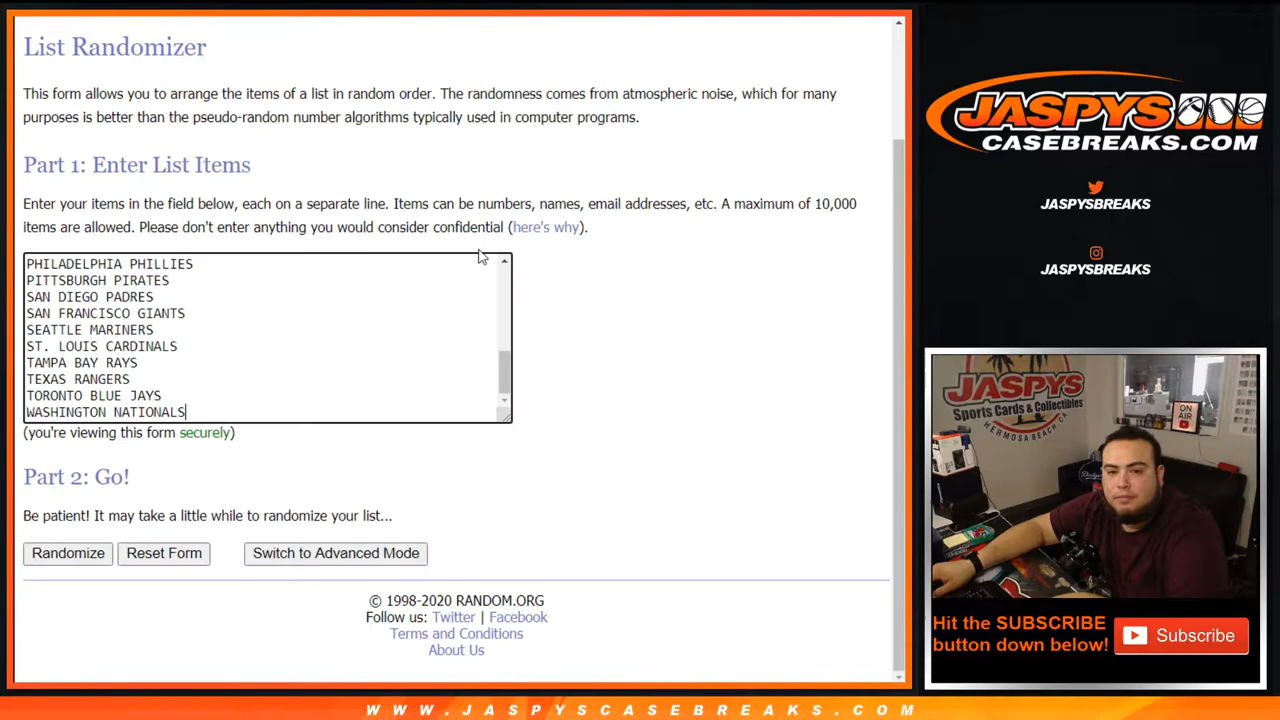 List Randomizer
This form allows you to arrange the items of a list in random order. The randomness comes from atmospheric noise, which for many
purposes is better than the pseudo-random number algorithms typically used in computer programs.
Part 1: Enter List Items
Enter your items in the field below, each on a separate line. Items can be numbers, names, email addresses, etc. A maximum of 10,000
items are allowed. Please don't enter anything you would consider confidential (here's why).
PHILADELPHIA PHILLIES
PITTSBURGH PIRATES
SAN DIEGO PADRES
SAN FRANCISCO GIANTS
SEATTLE MARINERS
ST. LOUIS CARDINALS
TAMPA BAY RAYS
TEXAS RANGERS
TORONTO BLUE JAYS
WASHINGTON NATIONALS
(you're viewing this form securely)
Part 2: Go!
Be patient! It may take a little while to randomize your list...
Randomize Reset Form Switch to Advanced Mode
© 1998-2020 RANDOM.ORG
Follow us: Twitter | Facebook
Terms and Conditions
About Us
JASPYS
CASEBREAKS.COM
JASPYSBREAKS
JASPYSBREAKS
JASPYS
Sports Cards & Collectibles
HERMOSA BEACH, CA
ON AIR
Hit the SUBSCRIBE
button down below!
Subscribe
WWW.JASPYSCASEBREAKS.COM